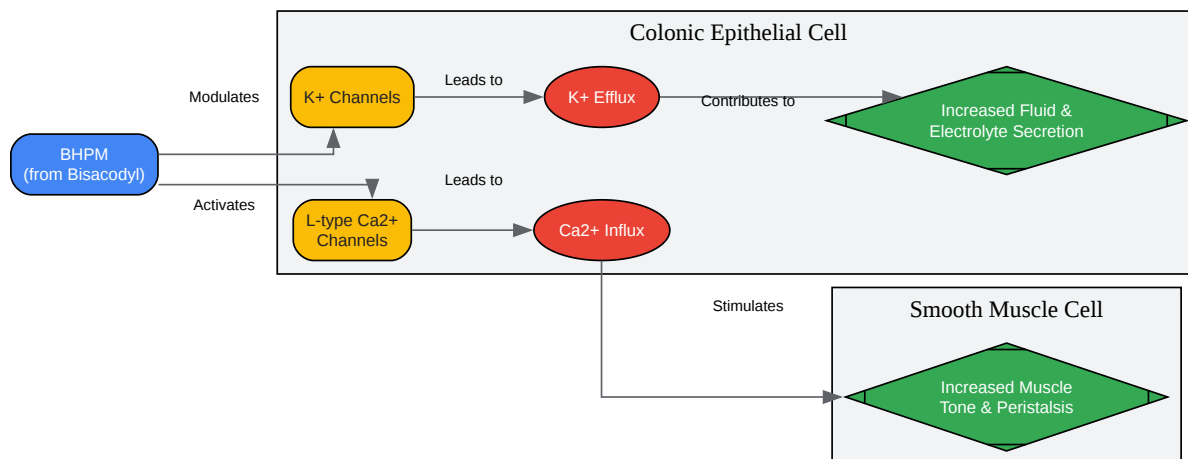 Colonic Epithelial Cell
Modulates
K+ Channels
Leads to
K+ Efflux
Contributes to
Increased Fluid &
Electrolyte Secretion
BHPM
(from Bisacodyl)
Activates
L-type Ca2+
Channels
Leads to
Ca2+ Influx
Stimulates
Smooth Muscle Cell
Increased Muscle
Tone & Peristalsis